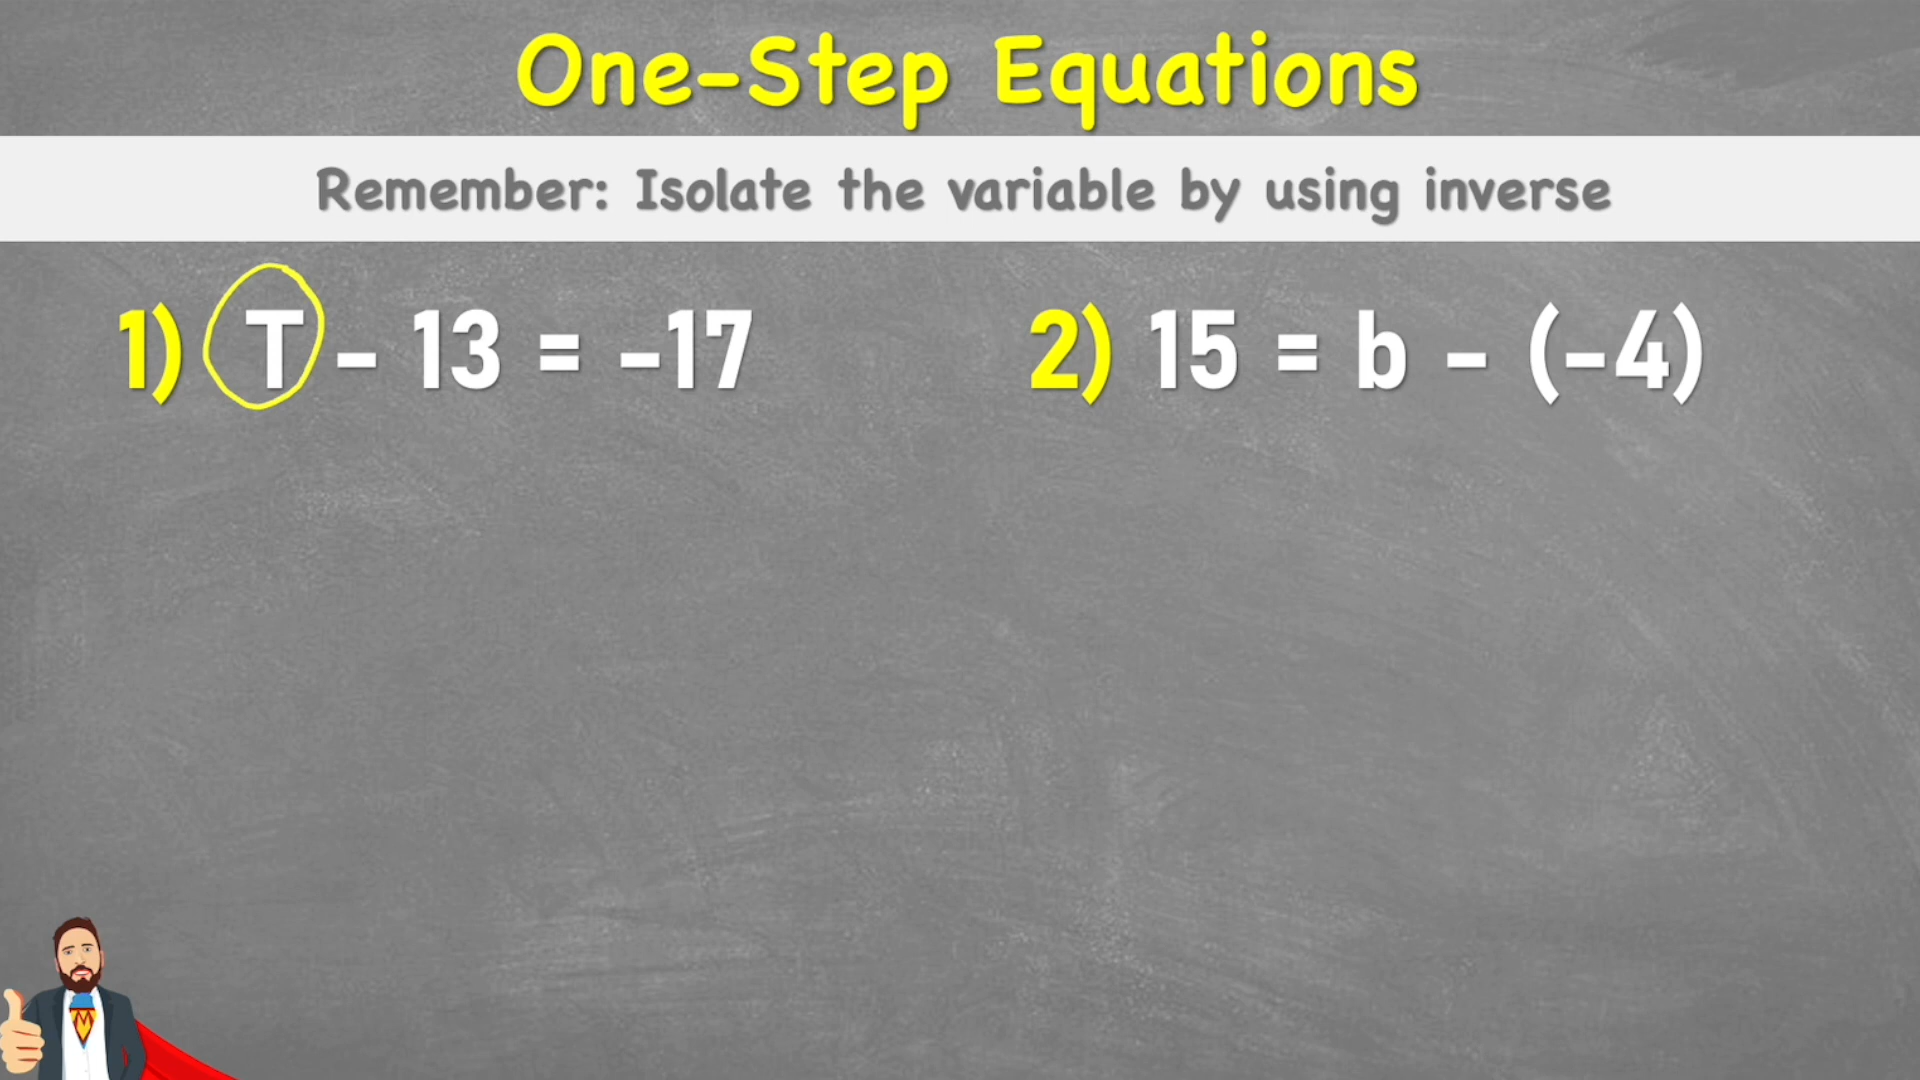 One-Step Equations
Remember: Isolate the variable by using inverse
1) T - 13 = -17
2) 15 = b - (-4)
M